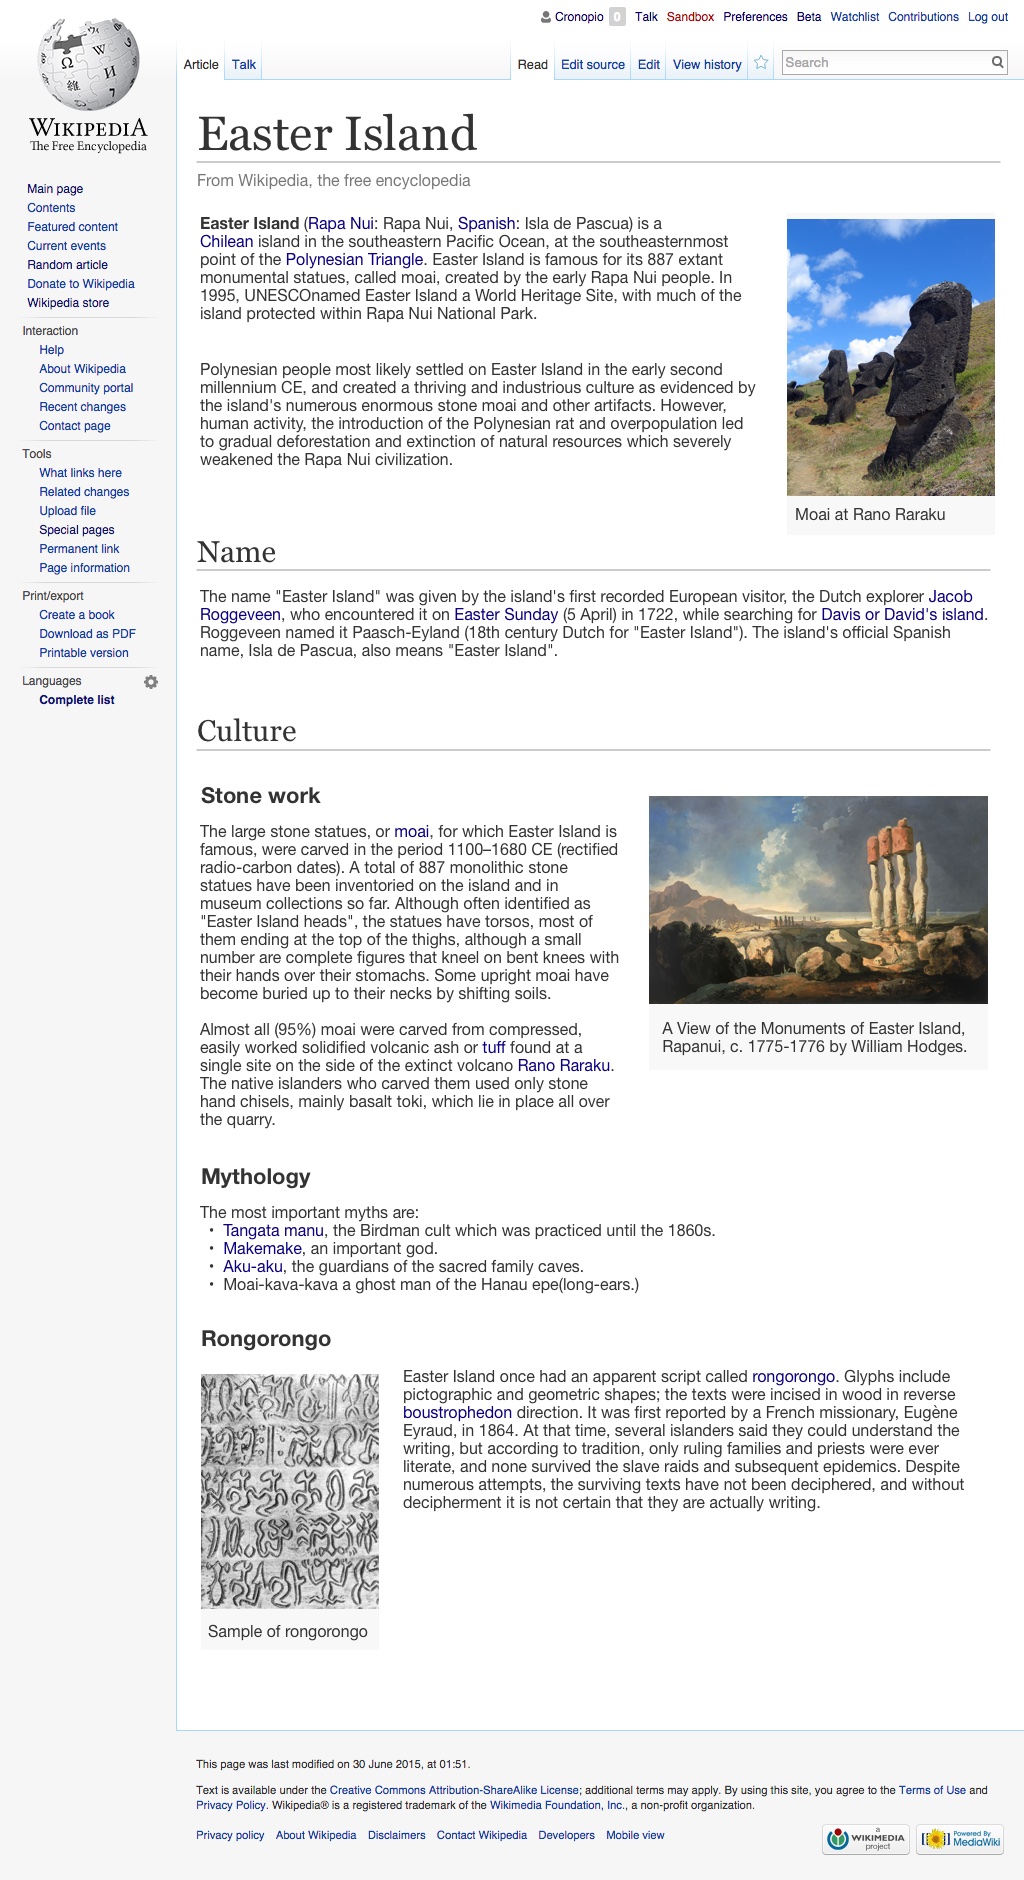 Cronopio 0 Talk Sandbox Preferences Beta Watchlist Contributions Log out
Article Talk Read Edit source Edit View history Search
WIKIPEDIA
The Free Encyclopedia
Main page
Contents
Featured content
Current events
Random article
Donate to Wikipedia
Wikipedia store
Interaction
Help
About Wikipedia
Community portal
Recent changes
Contact page
Tools
What links here
Related changes
Upload file
Special pages
Permanent link
Page information
Print/export
Create a book
Download as PDF
Printable version
Languages
Complete list
Easter Island
From Wikipedia, the free encyclopedia
Easter Island (Rapa Nui: Rapa Nui, Spanish: Isla de Pascua) is a
Chilean island in the southeastern Pacific Ocean, at the southeasternmost
point of the Polynesian Triangle. Easter Island is famous for its 887 extant
monumental statues, called moai, created by the early Rapa Nui people. In
1995, UNESCOnamed Easter Island a World Heritage Site, with much of the
island protected within Rapa Nui National Park.
Polynesian people most likely settled on Easter Island in the early second
millennium CE, and created a thriving and industrious culture as evidenced by
the island's numerous enormous stone moai and other artifacts. However,
human activity, the introduction of the Polynesian rat and overpopulation led
to gradual deforestation and extinction of natural resources which severely
weakened the Rapa Nui civilization.
Moai at Rano Raraku
Name
The name "Easter Island" was given by the island's first recorded European visitor, the Dutch explorer Jacob
Roggeveen, who encountered it on Easter Sunday (5 April) in 1722, while searching for Davis or David's island.
Roggeveen named it Paasch-Eyland (18th century Dutch for "Easter Island"). The island's official Spanish
name, Isla de Pascua, also means "Easter Island".
Culture
Stone work
The large stone statues, or moai, for which Easter Island is
famous, were carved in the period 1100–1680 CE (rectified
radio-carbon dates). A total of 887 monolithic stone
statues have been inventoried on the island and in
museum collections so far. Although often identified as
"Easter Island heads", the statues have torsos, most of
them ending at the top of the thighs, although a small
number are complete figures that kneel on bent knees with
their hands over their stomachs. Some upright moai have
become buried up to their necks by shifting soils.
Almost all (95%) moai were carved from compressed,
easily worked solidified volcanic ash or tuff found at a
single site on the side of the extinct volcano Rano Raraku.
The native islanders who carved them used only stone
hand chisels, mainly basalt toki, which lie in place all over
the quarry.
A View of the Monuments of Easter Island,
Rapanui, c. 1775-1776 by William Hodges.
Mythology
The most important myths are:
• Tangata manu, the Birdman cult which was practiced until the 1860s.
• Makemake, an important god.
• Aku-aku, the guardians of the sacred family caves.
• Moai-kava-kava a ghost man of the Hanau epe(long-ears.)
Rongorongo
Easter Island once had an apparent script called rongorongo. Glyphs include
pictographic and geometric shapes; the texts were incised in wood in reverse
boustrophedon direction. It was first reported by a French missionary, Eugène
Eyraud, in 1864. At that time, several islanders said they could understand the
writing, but according to tradition, only ruling families and priests were ever
literate, and none survived the slave raids and subsequent epidemics. Despite
numerous attempts, the surviving texts have not been deciphered, and without
decipherment it is not certain that they are actually writing.
Sample of rongorongo
This page was last modified on 30 June 2015, at 01:51.
Text is available under the Creative Commons Attribution-ShareAlike License; additional terms may apply. By using this site, you agree to the Terms of Use and
Privacy Policy. Wikipedia® is a registered trademark of the Wikimedia Foundation, Inc., a non-profit organization.
Privacy policy About Wikipedia Disclaimers Contact Wikipedia Developers Mobile view
a
WIKIMEDIA
project
Powered By
MediaWiki